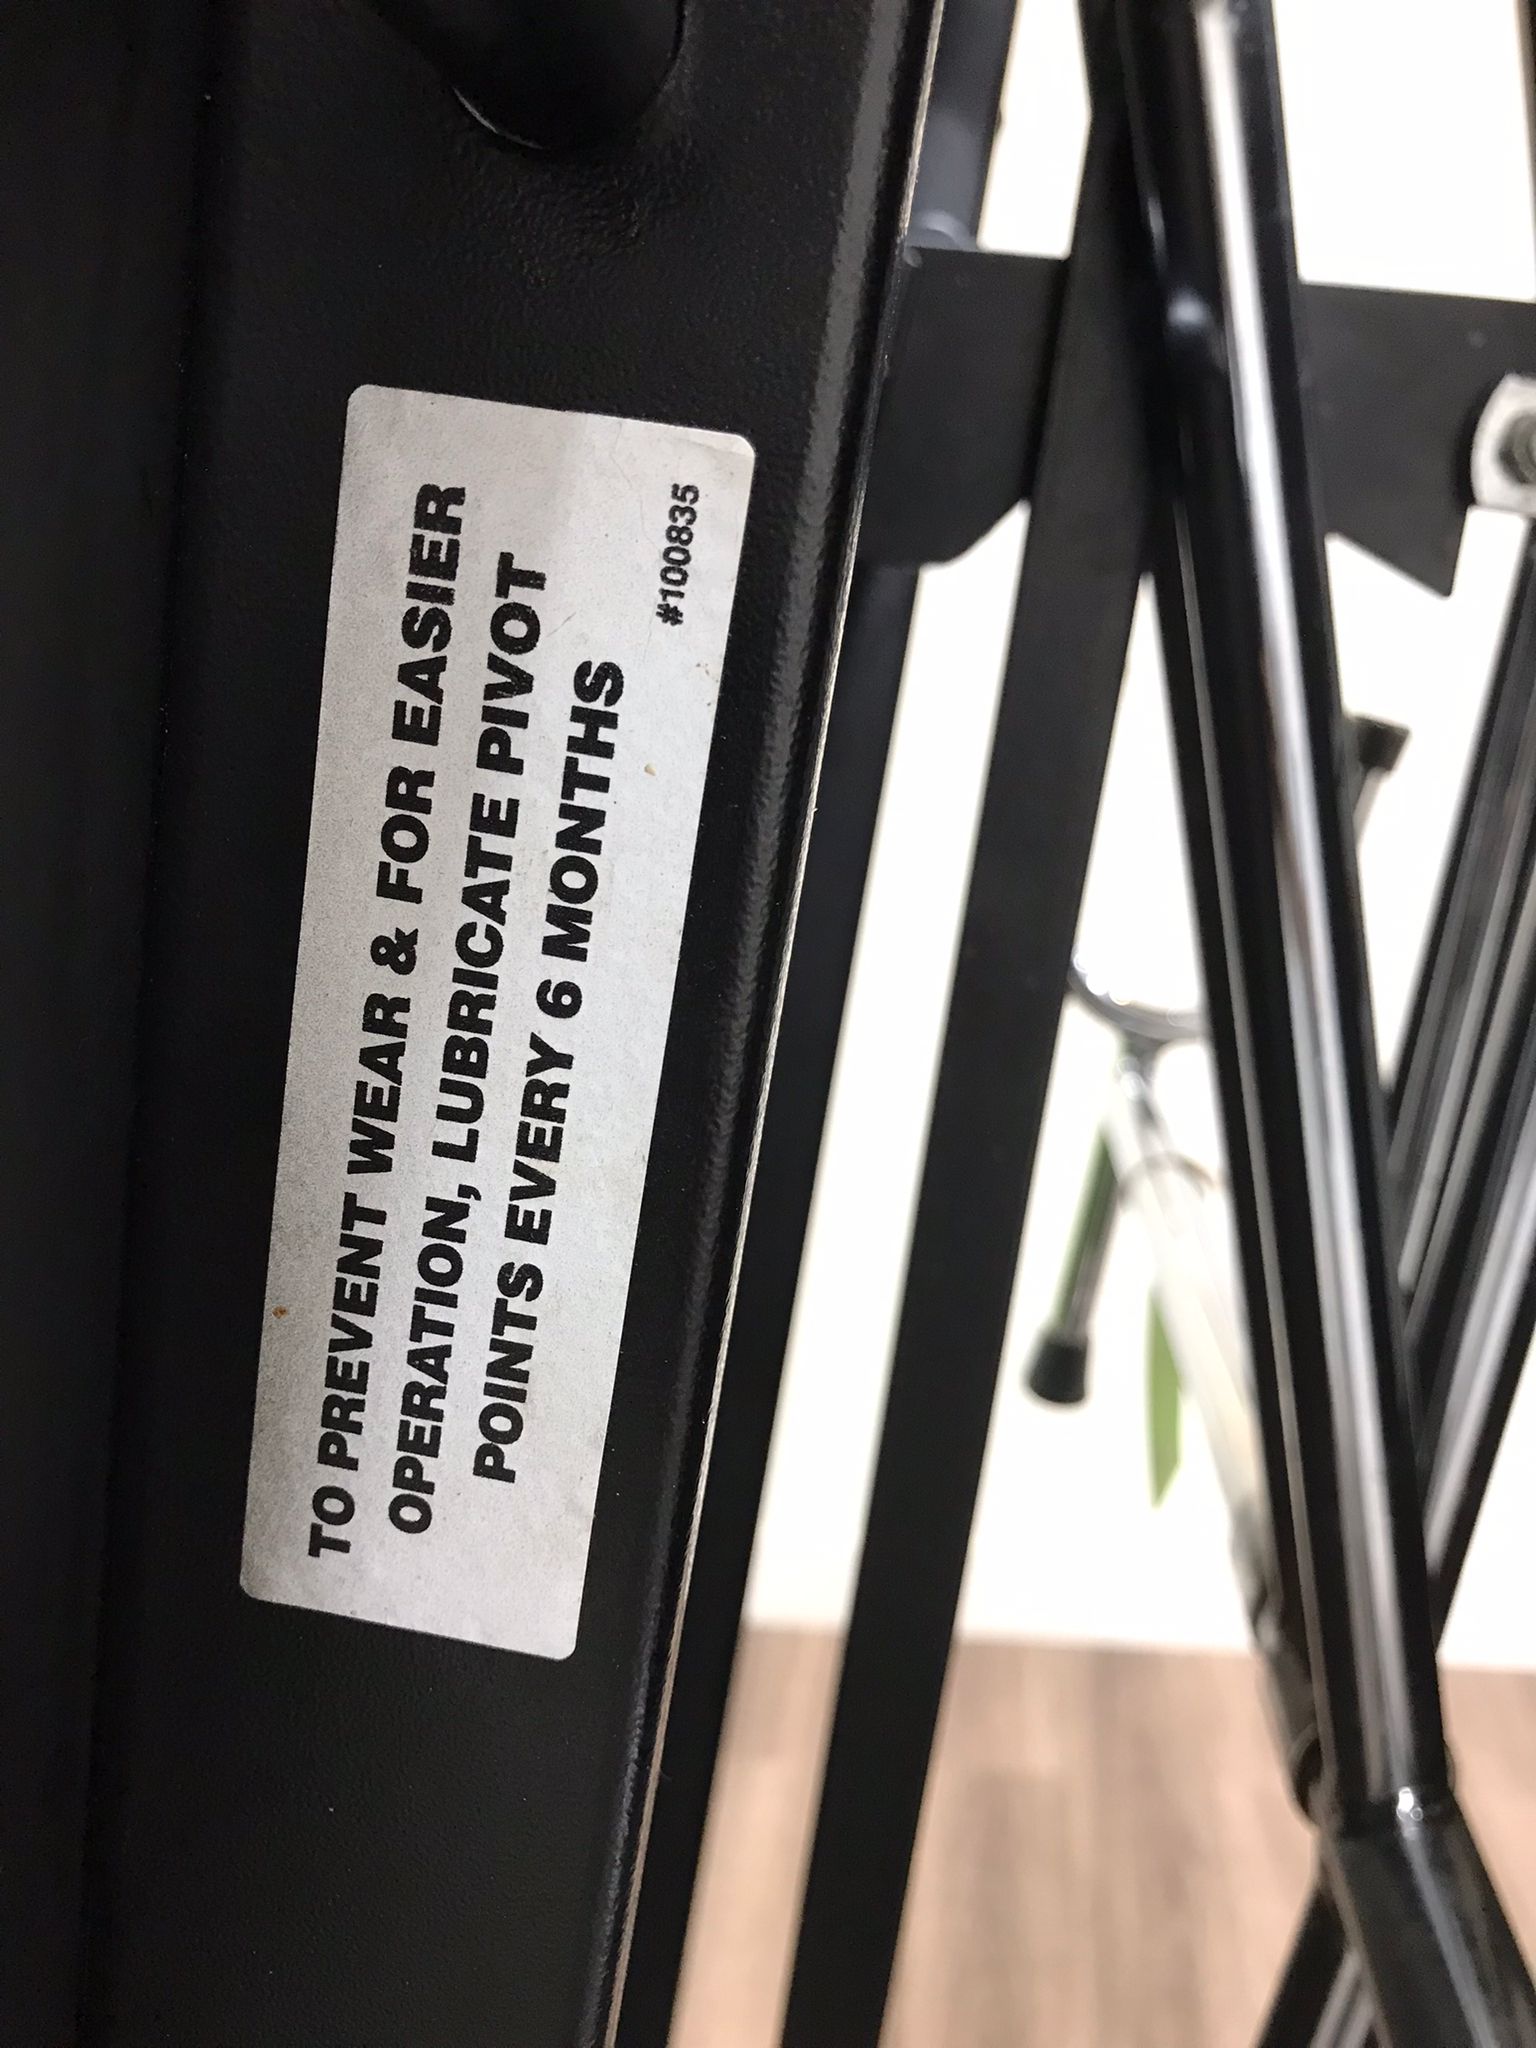 TO PREVENT WEAR & FOR EASIER
OPERATION, LUBRICATE PIVOT
POINTS EVERY 6 MONTHS
#100835